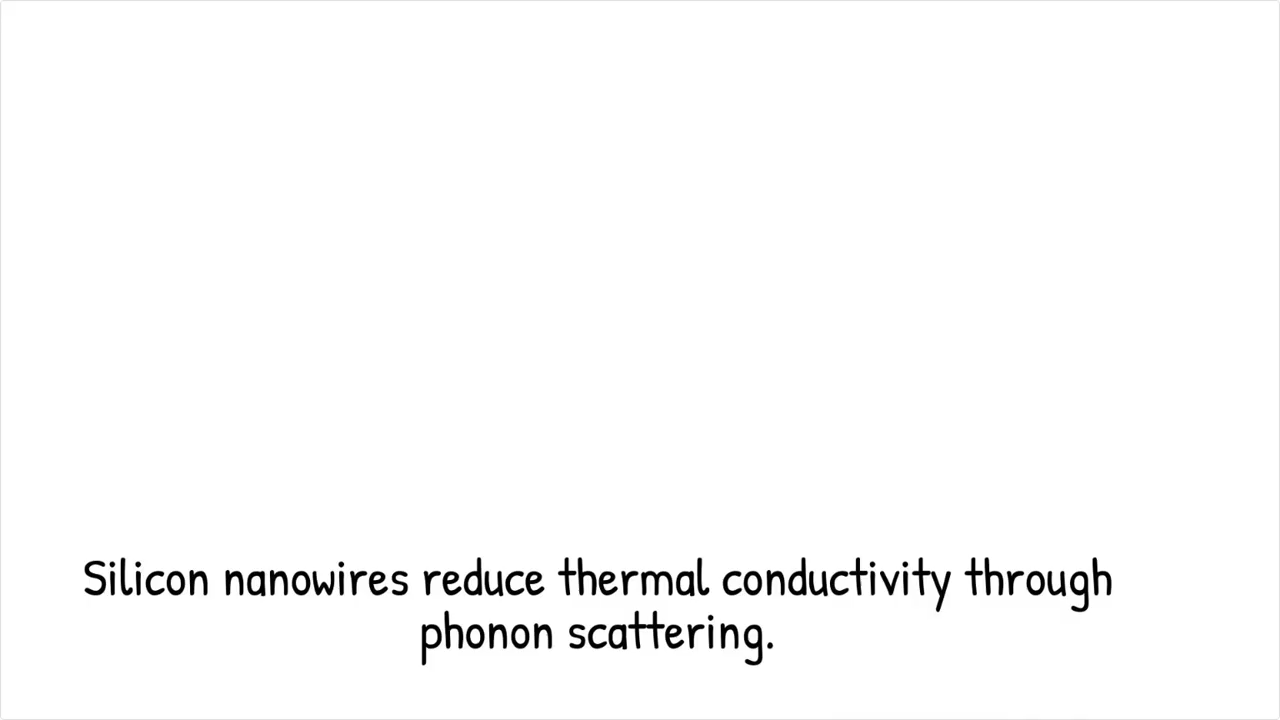 Silicon nanowires reduce thermal conductivity through
phonon scattering.